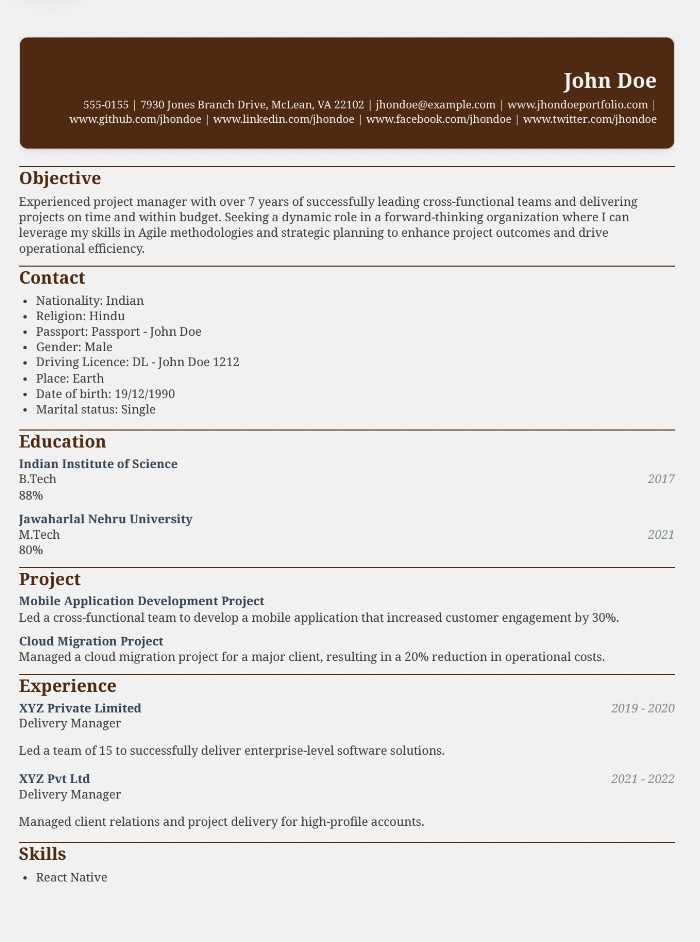 John Doe
555-0155 | 7930 Jones Branch Drive, McLean, VA 22102 | jhondoe@example.com | www.jhondoeportfolio.com |
www.github.com/jhondoe | www.linkedin.com/jhondoe | www.facebook.com/jhondoe | www.twitter.com/jhondoe
Objective
Experienced project manager with over 7 years of successfully leading cross-functional teams and delivering
projects on time and within budget. Seeking a dynamic role in a forward-thinking organization where I can
leverage my skills in Agile methodologies and strategic planning to enhance project outcomes and drive
operational efficiency.
Contact
• Nationality: Indian
• Religion: Hindu
• Passport: Passport - John Doe
• Gender: Male
• Driving Licence: DL - John Doe 1212
• Place: Earth
• Date of birth: 19/12/1990
• Marital status: Single
Education
Indian Institute of Science
B.Tech 2017
88%
Jawaharlal Nehru University
M.Tech 2021
80%
Project
Mobile Application Development Project
Led a cross-functional team to develop a mobile application that increased customer engagement by 30%.
Cloud Migration Project
Managed a cloud migration project for a major client, resulting in a 20% reduction in operational costs.
Experience
XYZ Private Limited 2019 - 2020
Delivery Manager
Led a team of 15 to successfully deliver enterprise-level software solutions.
XYZ Pvt Ltd 2021 - 2022
Delivery Manager
Managed client relations and project delivery for high-profile accounts.
Skills
• React Native